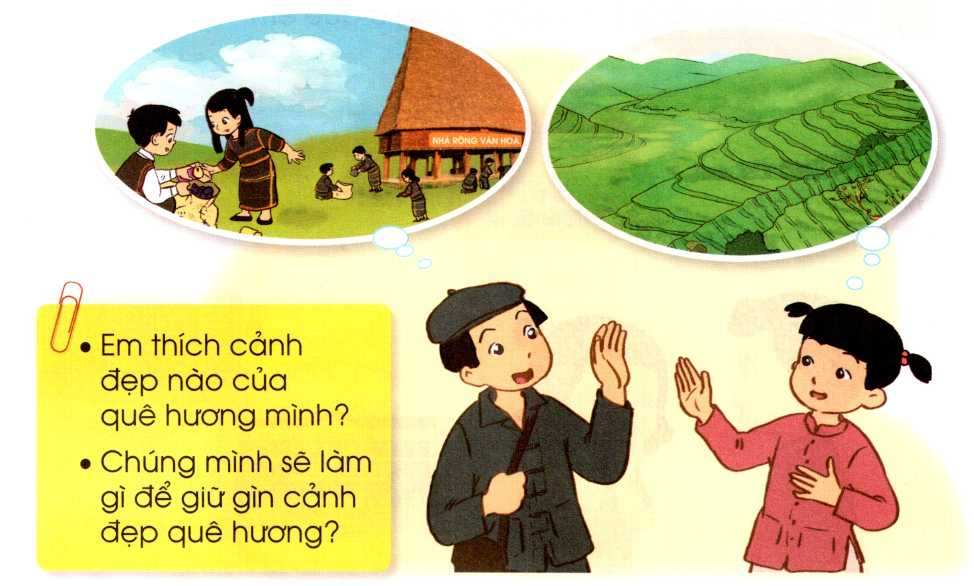 NHÀ RÔNG VĂN HOÁ
• Em thích cảnh
đẹp nào của
quê hương mình?
• Chúng mình sẽ làm
gì để giữ gìn cảnh
đẹp quê hương?